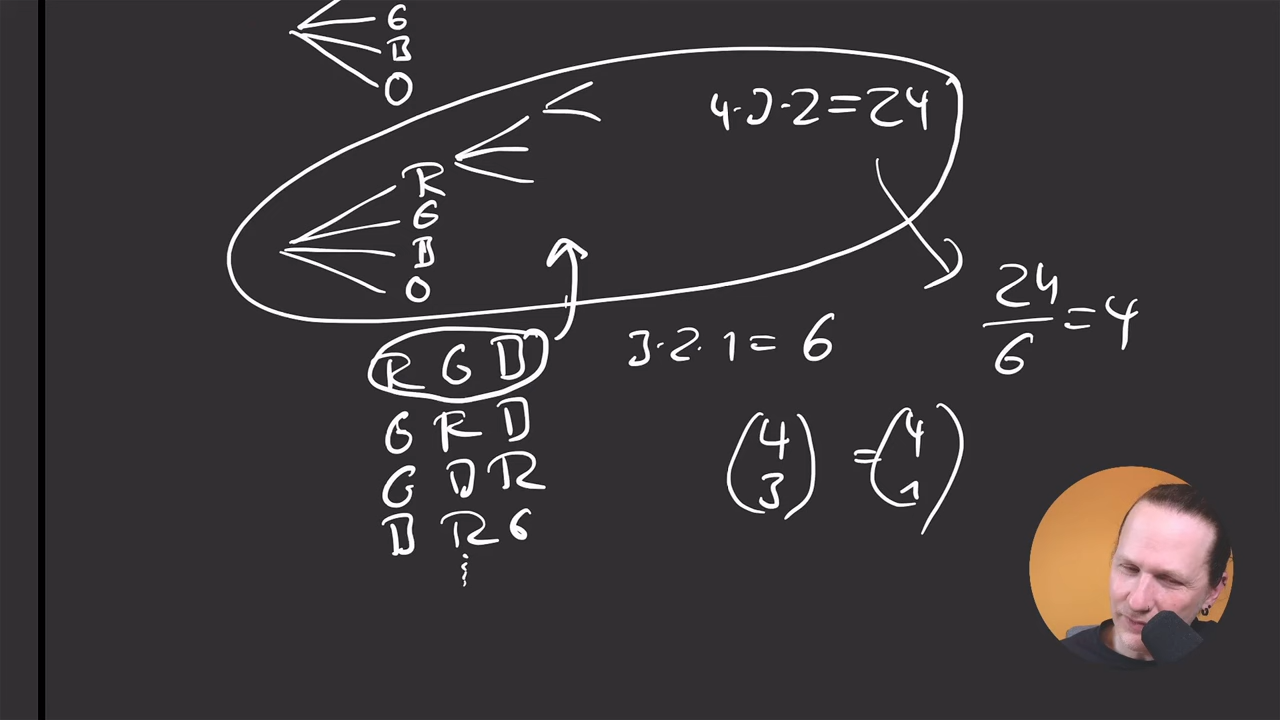 G
B
O
4·3·2=24
R
G
B
O
24/6=4
3·2·1=6
R G B
G R B
G B R
B R G
⋮
(4 3) = (4 1)